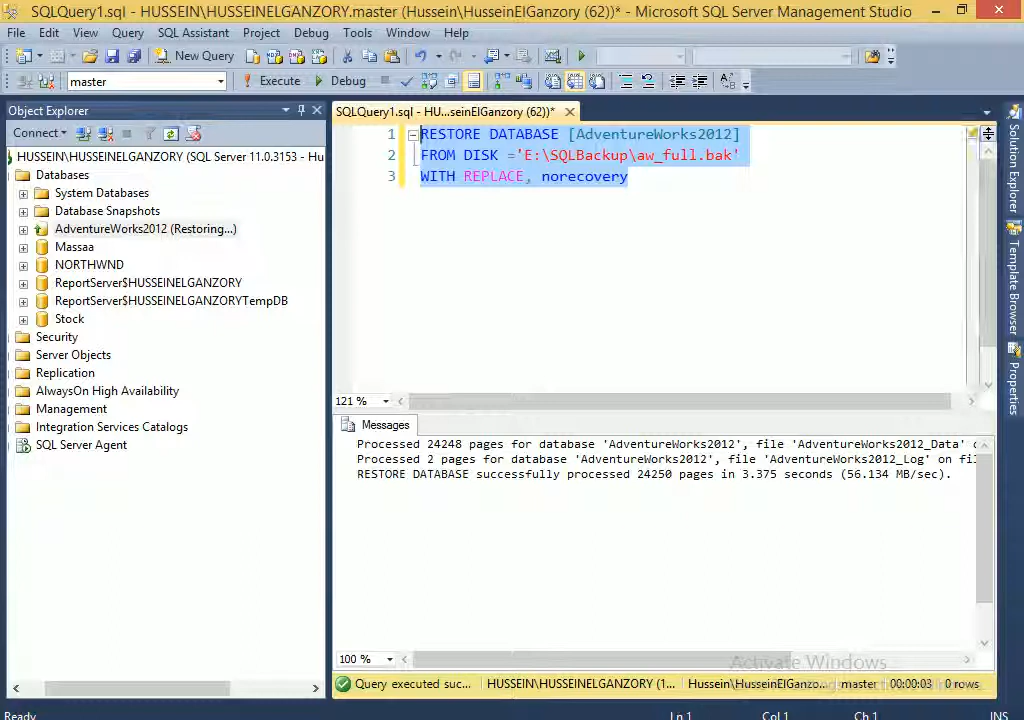 SQLQuery1.sql - HUSSEIN\HUSSEINELGANZORY.master (Hussein\HusseinElGanzory (62))* - Microsoft SQL Server Management Studio
File Edit View Query SQL Assistant Project Debug Tools Window Help
New Query
master Execute Debug
Object Explorer
Connect
HUSSEIN\HUSSEINELGANZORY (SQL Server 11.0.3153 - Hu
Databases
System Databases
Database Snapshots
AdventureWorks2012 (Restoring...)
Massaa
NORTHWND
ReportServer$HUSSEINELGANZORY
ReportServer$HUSSEINELGANZORYTempDB
Stock
Security
Server Objects
Replication
AlwaysOn High Availability
Management
Integration Services Catalogs
SQL Server Agent
SQLQuery1.sql - HU...seinElGanzory (62))*
1 RESTORE DATABASE [AdventureWorks2012]
2 FROM DISK ='E:\SQLBackup\aw_full.bak'
3 WITH REPLACE, norecovery
121 %
Messages
Processed 24248 pages for database 'AdventureWorks2012', file 'AdventureWorks2012_Data'
Processed 2 pages for database 'AdventureWorks2012', file 'AdventureWorks2012_Log' on fil
RESTORE DATABASE successfully processed 24250 pages in 3.375 seconds (56.134 MB/sec).
100 %
Activate Windows
Query executed suc... HUSSEIN\HUSSEINELGANZORY (1... Hussein\HusseinElGanzo... master 00:00:03 0 rows
Ready Ln 1 Col 1 Ch 1 INS
Solution Explorer
Template Browser
Properties